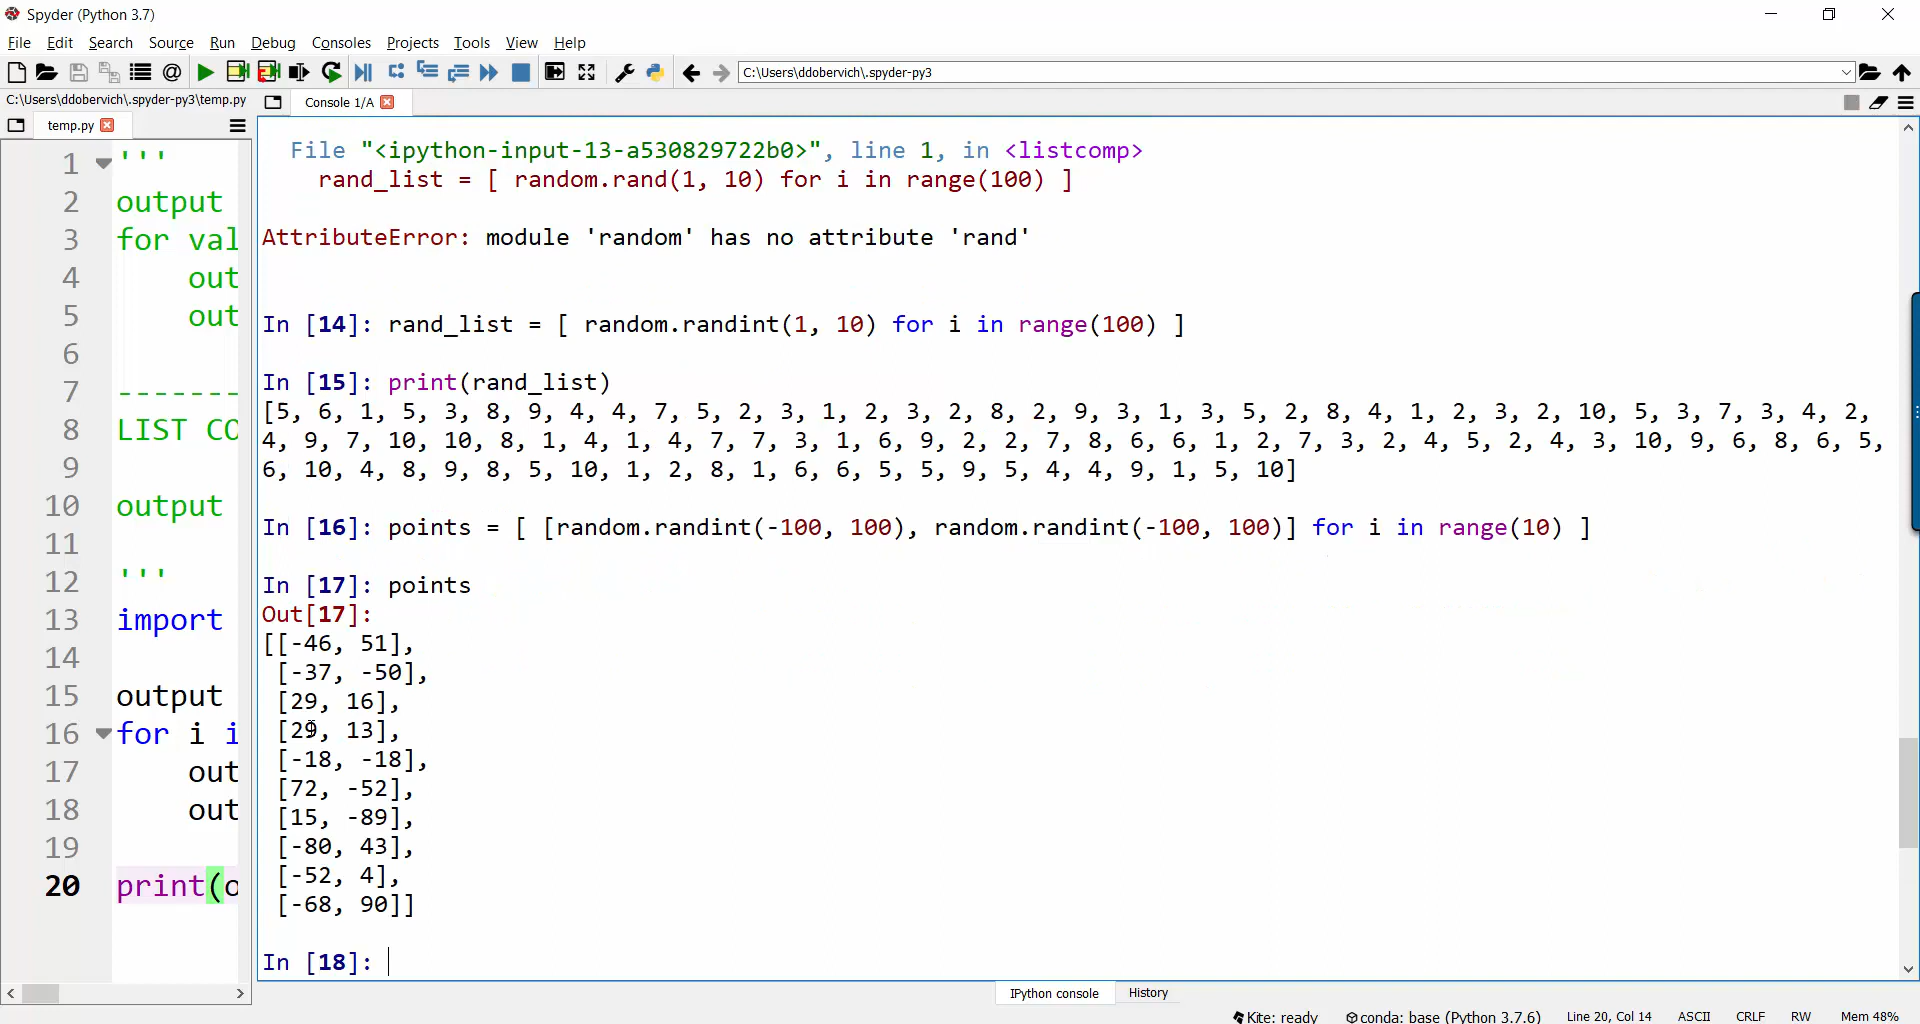 Spyder (Python 3.7)
File Edit Search Source Run Debug Consoles Projects Tools View Help
C:\Users\ddobervich\.spyder-py3
C:\Users\ddobervich\.spyder-py3\temp.py
Console 1/A
temp.py
1 '''
2 output
3 for val
4 out
5 out
6
7 -------
8 LIST CO
9
10 output
11
12 '''
13 import
14
15 output
16 for i i
17 out
18 out
19
20 print(o
File "<ipython-input-13-a530829722b0>", line 1, in <listcomp>
rand_list = [ random.rand(1, 10) for i in range(100) ]
AttributeError: module 'random' has no attribute 'rand'
In [14]: rand_list = [ random.randint(1, 10) for i in range(100) ]
In [15]: print(rand_list)
[5, 6, 1, 5, 3, 8, 9, 4, 4, 7, 5, 2, 3, 1, 2, 3, 2, 8, 2, 9, 3, 1, 3, 5, 2, 8, 4, 1, 2, 3, 2, 10, 5, 3, 7, 3, 4, 2,
4, 9, 7, 10, 10, 8, 1, 4, 1, 4, 7, 7, 3, 1, 6, 9, 2, 2, 7, 8, 6, 6, 1, 2, 7, 3, 2, 4, 5, 2, 4, 3, 10, 9, 6, 8, 6, 5,
6, 10, 4, 8, 9, 8, 5, 10, 1, 2, 8, 1, 6, 6, 5, 5, 9, 5, 4, 4, 9, 1, 5, 10]
In [16]: points = [ [random.randint(-100, 100), random.randint(-100, 100)] for i in range(10) ]
In [17]: points
Out[17]:
[[-46, 51],
[-37, -50],
[29, 16],
[29, 13],
[-18, -18],
[72, -52],
[15, -89],
[-80, 43],
[-52, 4],
[-68, 90]]
In [18]:
IPython console History
Kite: ready conda: base (Python 3.7.6) Line 20, Col 14 ASCII CRLF RW Mem 48%